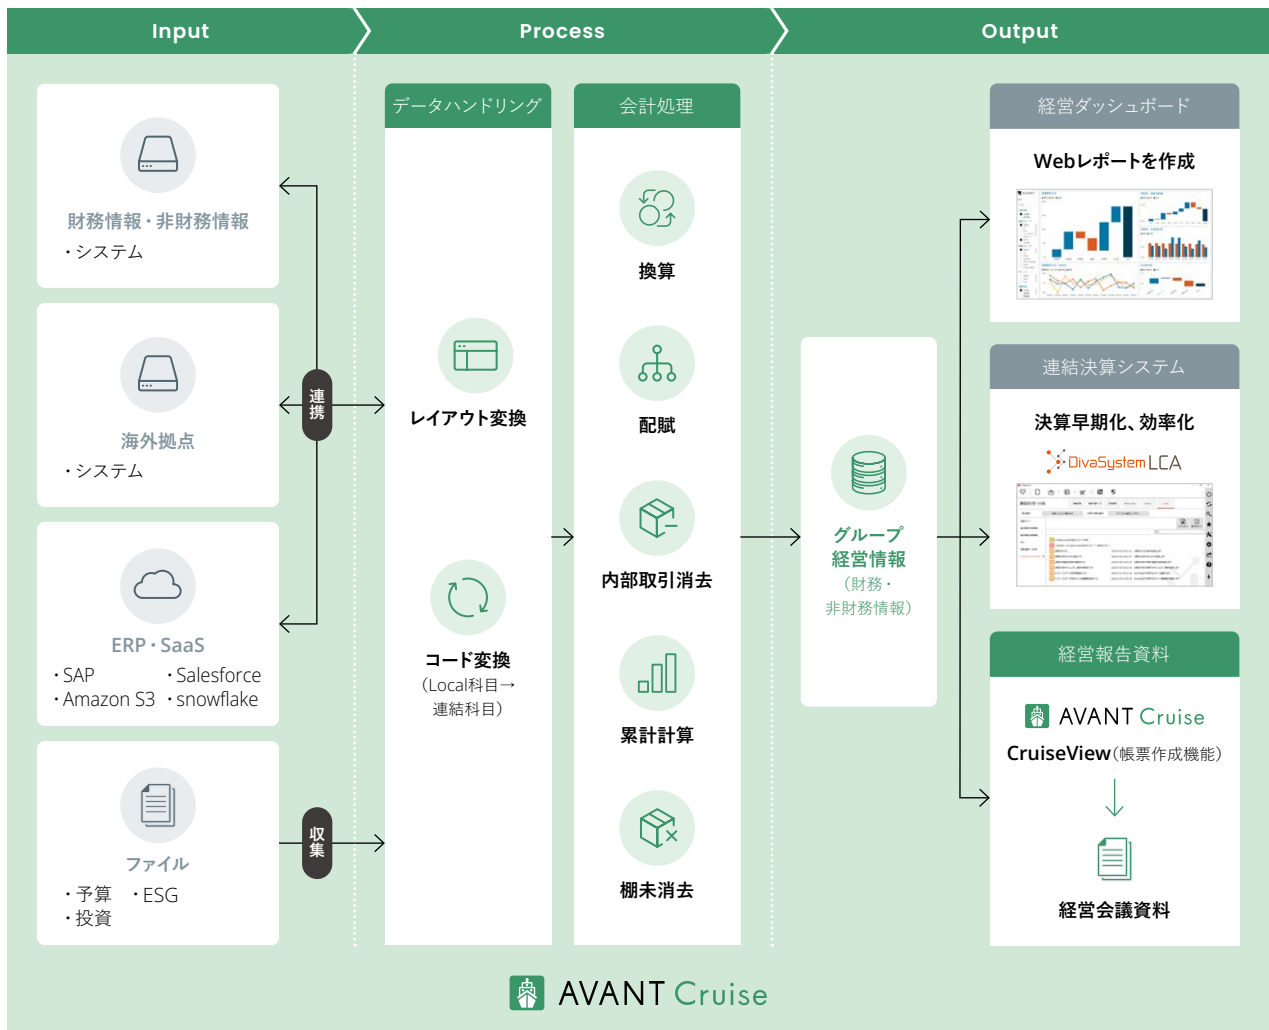 Input
Process
Output
財務情報・非財務情報
・システム
海外拠点
・システム
ERP・SaaS
・SAP ・Salesforce
・Amazon S3 ・snowflake
ファイル
・予算 ・ESG
・投資
連携
収集
データハンドリング
レイアウト変換
コード変換
（Local科目→
連結科目）
会計処理
換算
配賦
内部取引消去
累計計算
棚未消去
グループ
経営情報
（財務・
非財務情報）
経営ダッシュボード
Webレポートを作成
AVANT
連結決算システム
決算早期化、効率化
DivaSystem LCA
経営報告資料
AVANT Cruise
CruiseView（帳票作成機能）
経営会議資料
AVANT Cruise